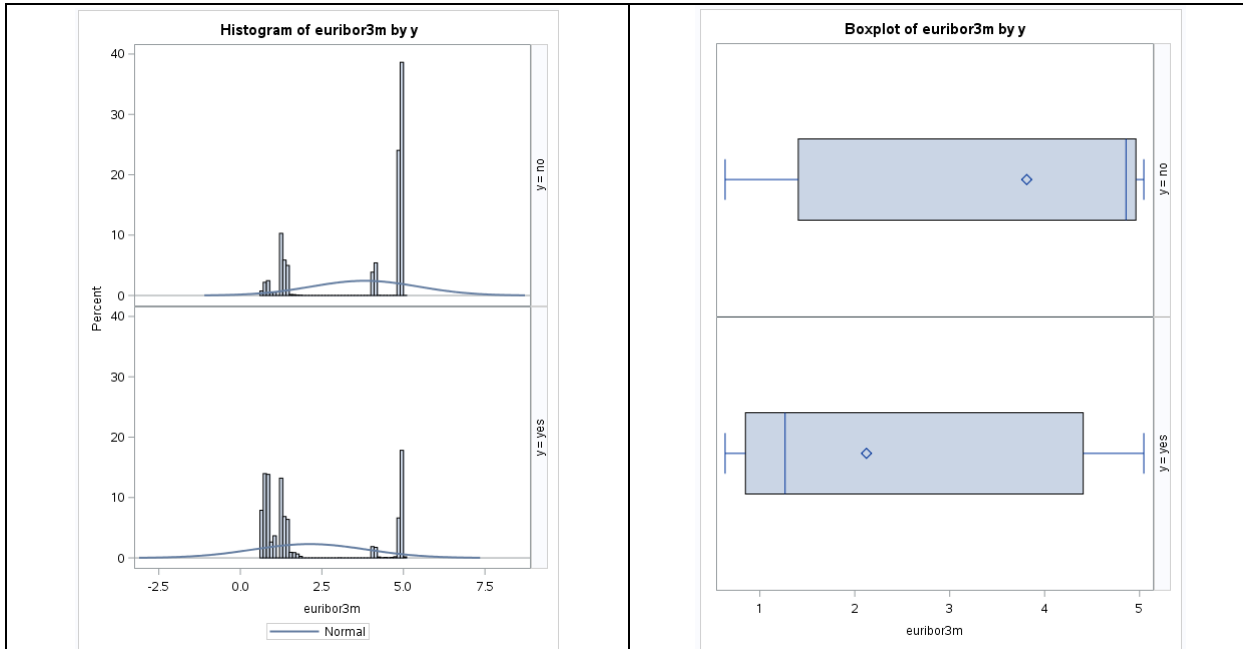 Histogram of euribor3m by y
40
30
20
10
0
y = no
Percent
40
30
20
10
0
y = yes
-2.5 0.0 2.5 5.0 7.5
euribor3m
Normal
Boxplot of euribor3m by y
y = no
y = yes
1 2 3 4 5
euribor3m